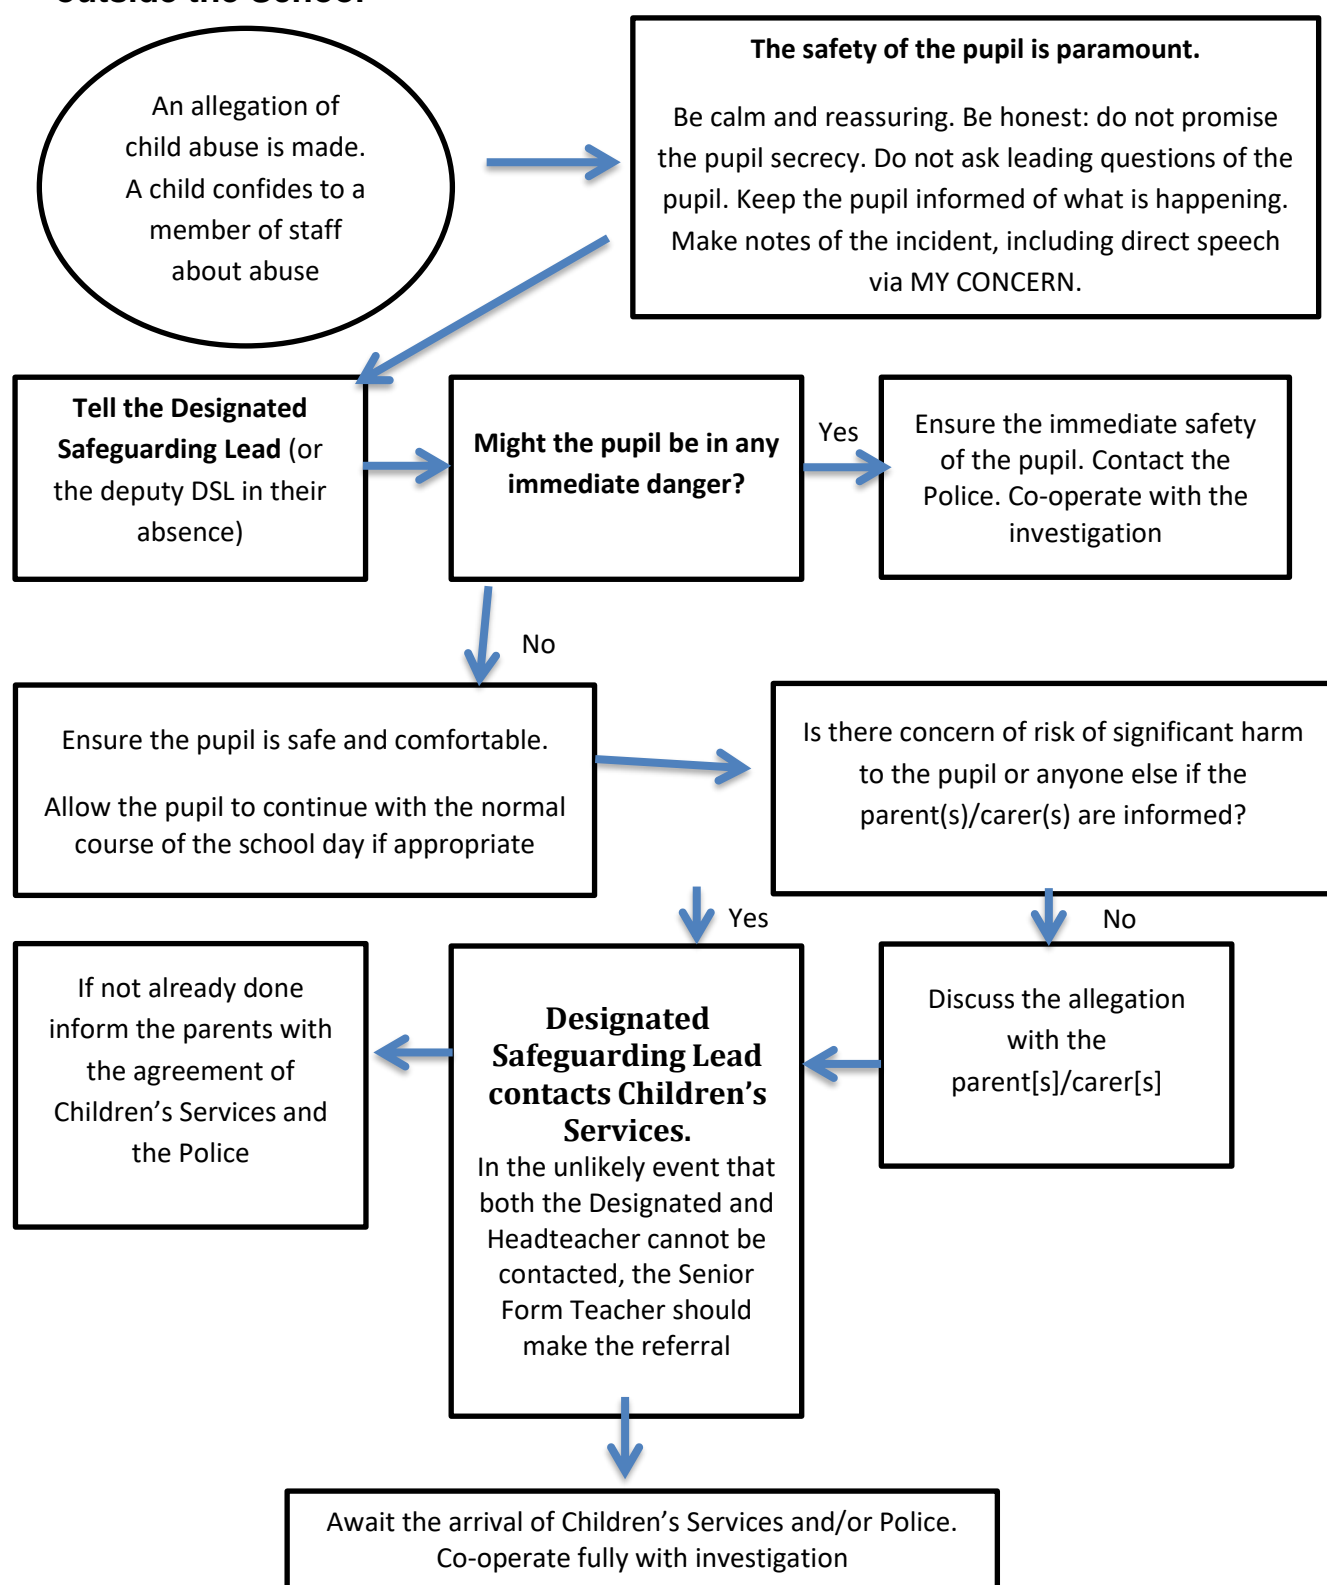 outside the School
An allegation of
child abuse is made.
A child confides to a
member of staff
about abuse
The safety of the pupil is paramount.
Be calm and reassuring. Be honest: do not promise
the pupil secrecy. Do not ask leading questions of the
pupil. Keep the pupil informed of what is happening.
Make notes of the incident, including direct speech
via MY CONCERN.
Tell the Designated
Safeguarding Lead (or
the deputy DSL in their
absence)
Might the pupil be in any
immediate danger?
Yes
Ensure the immediate safety
of the pupil. Contact the
Police. Co-operate with the
investigation
No
Ensure the pupil is safe and comfortable.
Allow the pupil to continue with the normal
course of the school day if appropriate
Is there concern of risk of significant harm
to the pupil or anyone else if the
parent(s)/carer(s) are informed?
Yes
No
If not already done
inform the parents with
the agreement of
Children’s Services and
the Police
Designated
Safeguarding Lead
contacts Children’s
Services.
In the unlikely event that
both the Designated and
Headteacher cannot be
contacted, the Senior
Form Teacher should
make the referral
Discuss the allegation
with the
parent[s]/carer[s]
Await the arrival of Children’s Services and/or Police.
Co-operate fully with investigation